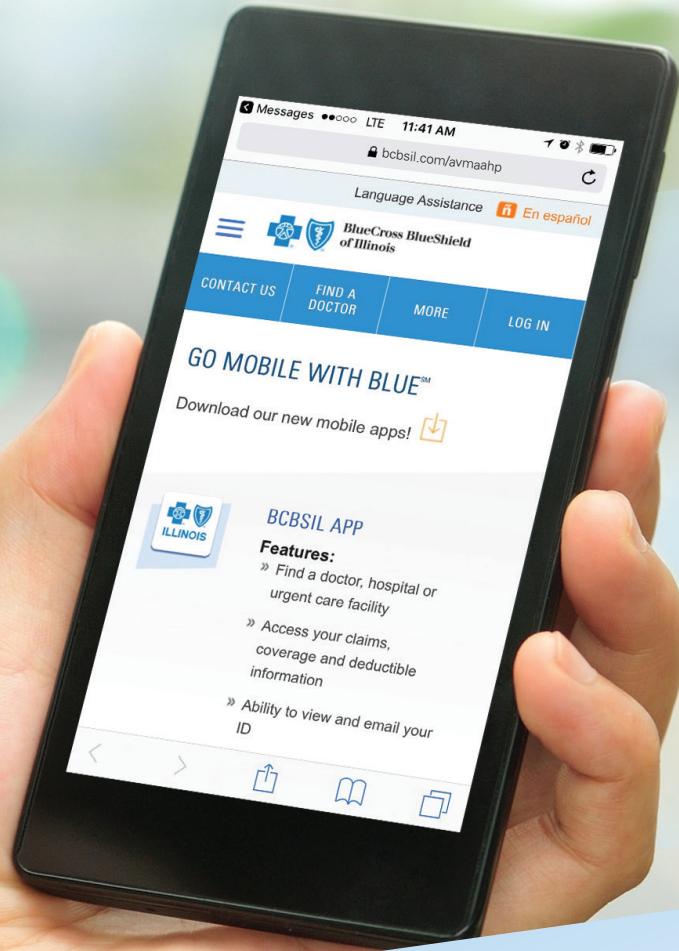 Messages LTE 11:41 AM
bcbsil.com/avmaahp
Language Assistance ñ En español
BlueCross BlueShield
of Illinois
CONTACT US
FIND A
DOCTOR
MORE
LOG IN
GO MOBILE WITH BLUE℠
Download our new mobile apps!
ILLINOIS
BCBSIL APP
Features:
» Find a doctor, hospital or
urgent care facility
» Access your claims,
coverage and deductible
information
» Ability to view and email your
ID